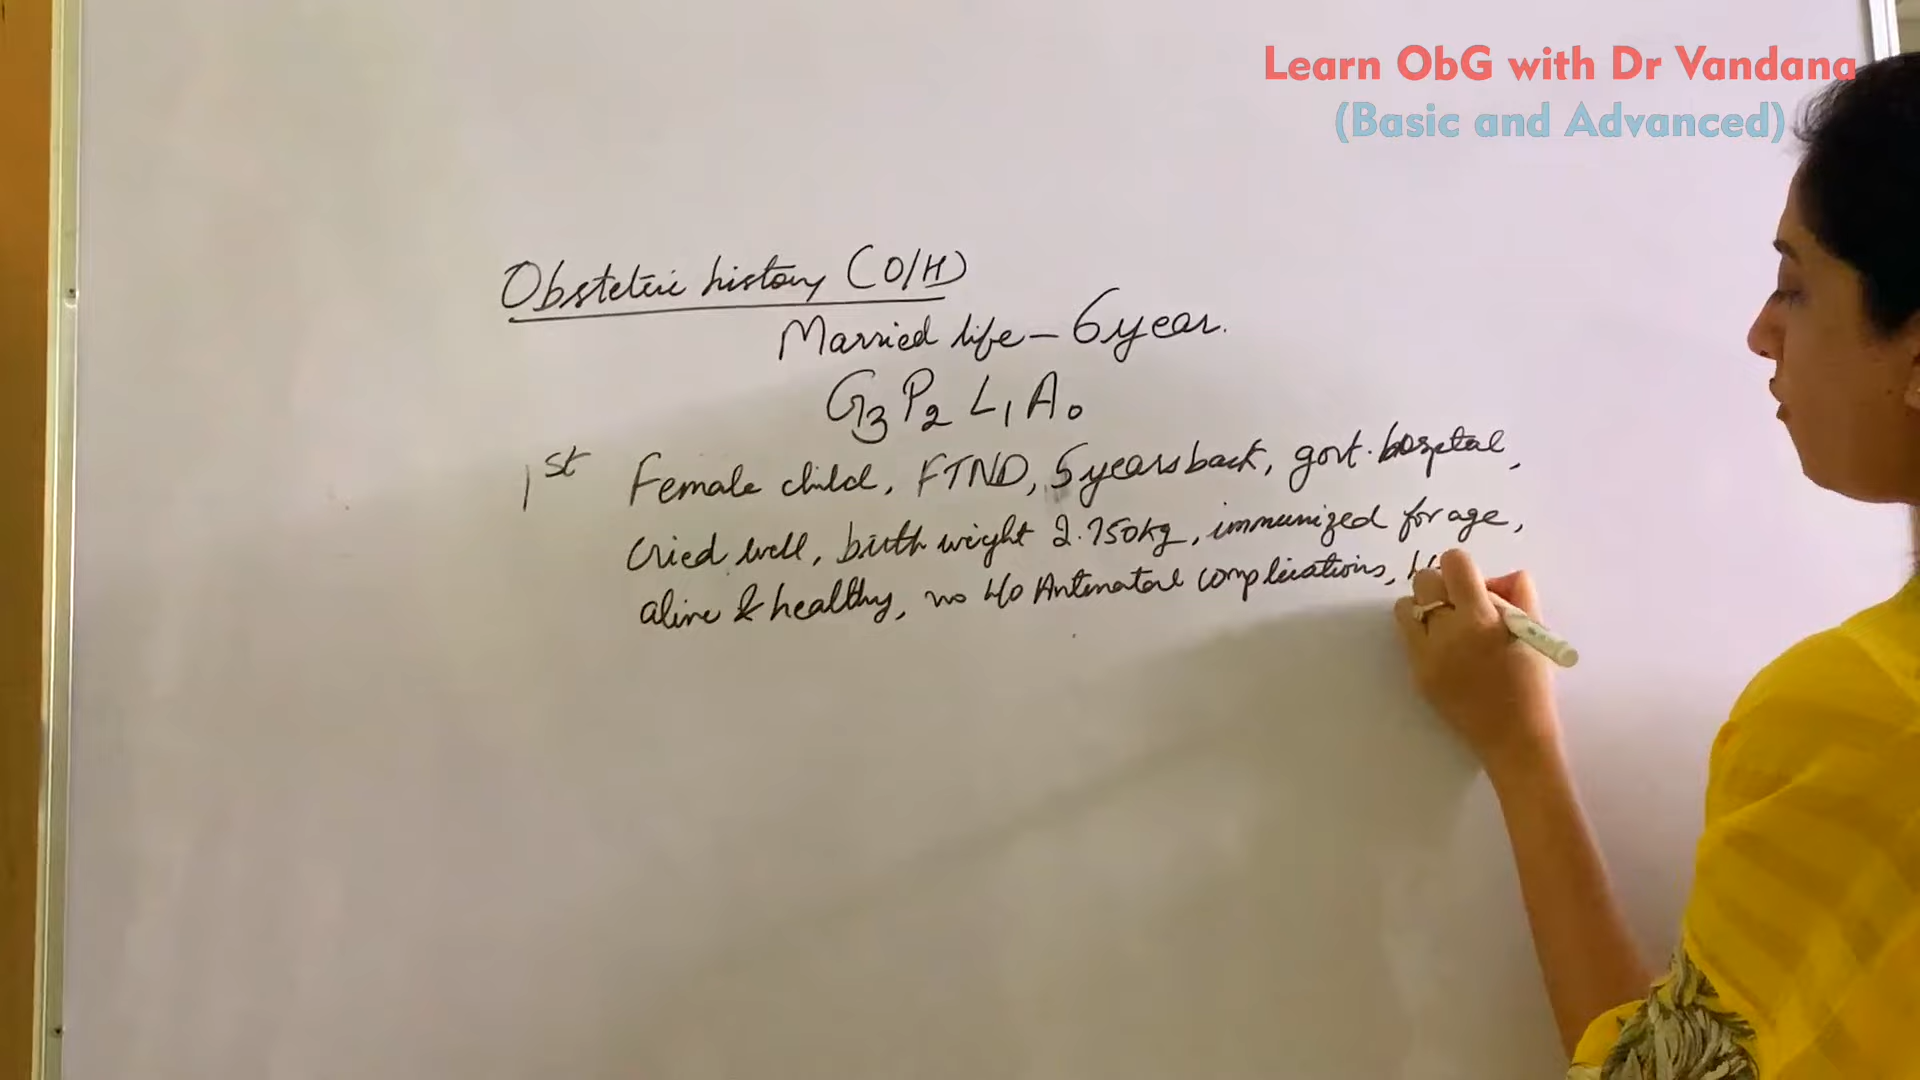 Learn ObG with Dr Vandana
(Basic and Advanced)
Obstetric history (O/H)
Married life - 6 year.
G3 P2 L1 A0
1st Female child, FTND, 5 years back, govt. hospital,
Cried well, birth weight 2.750kg, immunized for age,
alive & healthy, no H/o Antenatal complications,